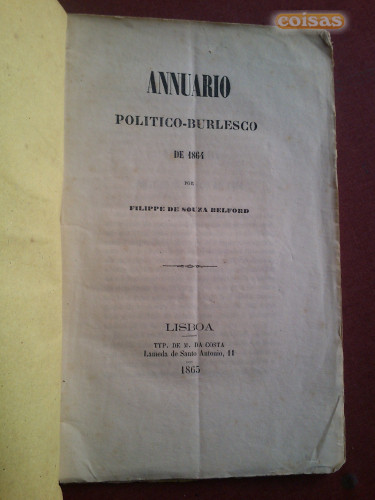 coisas
ANNUARIO
POLITICO-BURLESCO
DE 1864
POR
FILIPPE DE SOUZA BELFORD
LISBOA
TYP. DE R. DA COSTA
Lameda de Santo Antonio, 11
1865